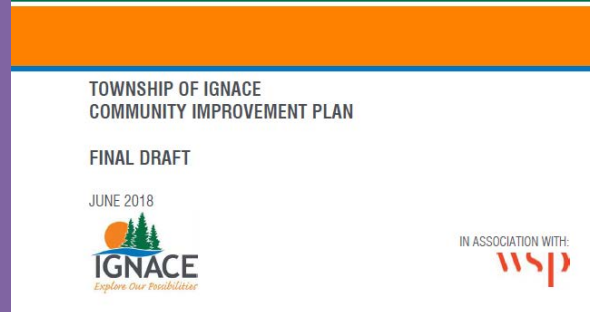 TOWNSHIP OF IGNACE
COMMUNITY IMPROVEMENT PLAN
FINAL DRAFT
JUNE 2018
IGNACE
Explore Our Possibilities
IN ASSOCIATION WITH:
wsp